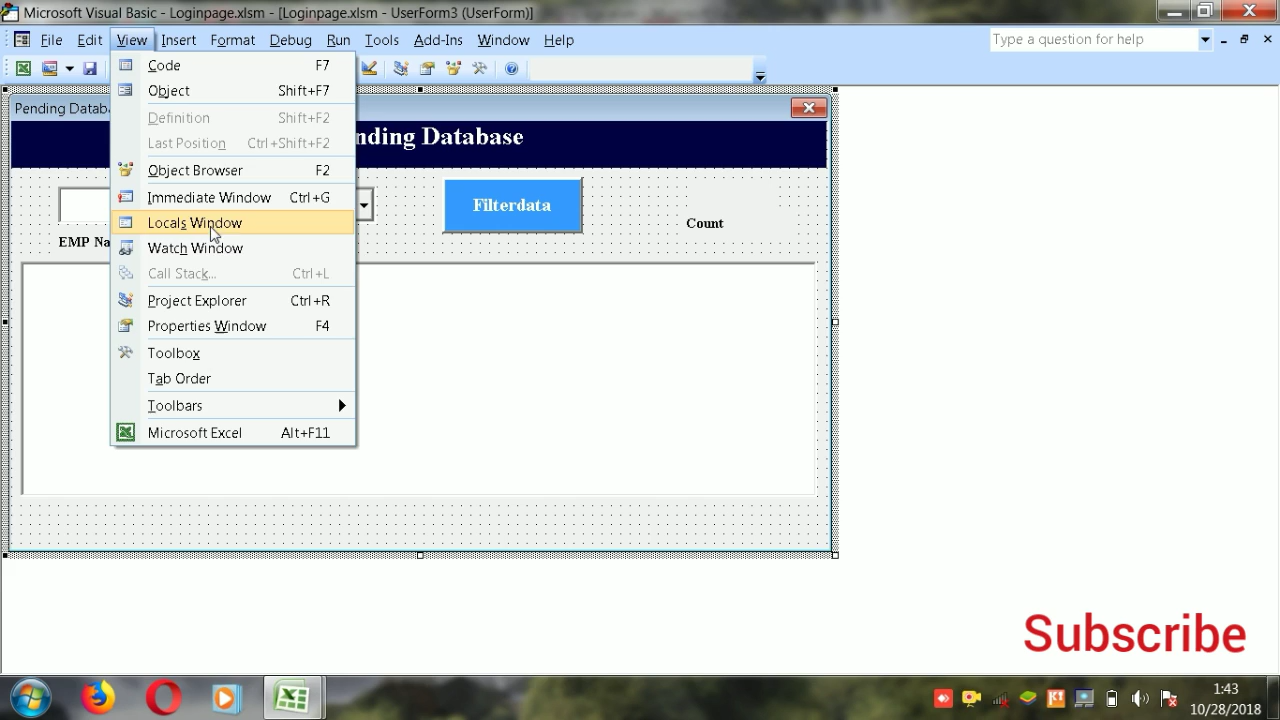 Microsoft Visual Basic - Loginpage.xlsm - [Loginpage.xlsm - UserForm3 (UserForm)]
File Edit View Insert Format Debug Run Tools Add-Ins Window Help
Type a question for help
Code F7
Object Shift+F7
Definition Shift+F2
Last Position Ctrl+Shift+F2
Object Browser F2
Immediate Window Ctrl+G
Locals Window
Watch Window
Call Stack... Ctrl+L
Project Explorer Ctrl+R
Properties Window F4
Toolbox
Tab Order
Toolbars
Microsoft Excel Alt+F11
Pending Datab
nding Database
Filterdata
Count
EMP Na
Subscribe
1:43
10/28/2018